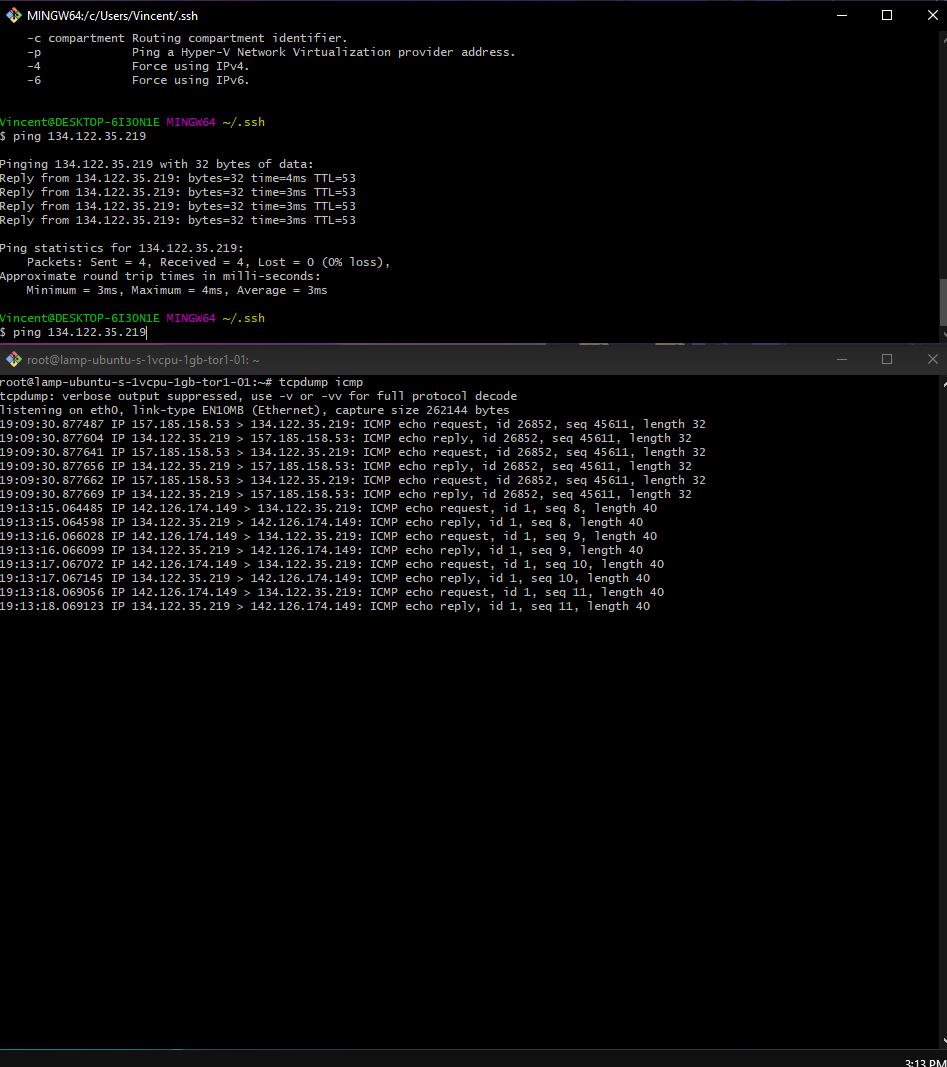 MINGW64:/c/Users/Vincent/.ssh
-c compartment Routing compartment identifier.
-p Ping a Hyper-V Network Virtualization provider address.
-4 Force using IPv4.
-6 Force using IPv6.
Vincent@DESKTOP-6I3ON1E MINGW64 ~/.ssh
$ ping 134.122.35.219
Pinging 134.122.35.219 with 32 bytes of data:
Reply from 134.122.35.219: bytes=32 time=4ms TTL=53
Reply from 134.122.35.219: bytes=32 time=3ms TTL=53
Reply from 134.122.35.219: bytes=32 time=3ms TTL=53
Reply from 134.122.35.219: bytes=32 time=3ms TTL=53
Ping statistics for 134.122.35.219:
Packets: Sent = 4, Received = 4, Lost = 0 (0% loss),
Approximate round trip times in milli-seconds:
Minimum = 3ms, Maximum = 4ms, Average = 3ms
Vincent@DESKTOP-6I3ON1E MINGW64 ~/.ssh
$ ping 134.122.35.219
root@lamp-ubuntu-s-1vcpu-1gb-tor1-01: ~
root@lamp-ubuntu-s-1vcpu-1gb-tor1-01:~# tcpdump icmp
tcpdump: verbose output suppressed, use -v or -vv for full protocol decode
listening on eth0, link-type EN10MB (Ethernet), capture size 262144 bytes
19:09:30.877487 IP 157.185.158.53 > 134.122.35.219: ICMP echo request, id 26852, seq 45611, length 32
19:09:30.877604 IP 134.122.35.219 > 157.185.158.53: ICMP echo reply, id 26852, seq 45611, length 32
19:09:30.877641 IP 157.185.158.53 > 134.122.35.219: ICMP echo request, id 26852, seq 45611, length 32
19:09:30.877656 IP 134.122.35.219 > 157.185.158.53: ICMP echo reply, id 26852, seq 45611, length 32
19:09:30.877662 IP 157.185.158.53 > 134.122.35.219: ICMP echo request, id 26852, seq 45611, length 32
19:09:30.877669 IP 134.122.35.219 > 157.185.158.53: ICMP echo reply, id 26852, seq 45611, length 32
19:13:15.064485 IP 142.126.174.149 > 134.122.35.219: ICMP echo request, id 1, seq 8, length 40
19:13:15.064598 IP 134.122.35.219 > 142.126.174.149: ICMP echo reply, id 1, seq 8, length 40
19:13:16.066028 IP 142.126.174.149 > 134.122.35.219: ICMP echo request, id 1, seq 9, length 40
19:13:16.066099 IP 134.122.35.219 > 142.126.174.149: ICMP echo reply, id 1, seq 9, length 40
19:13:17.067072 IP 142.126.174.149 > 134.122.35.219: ICMP echo request, id 1, seq 10, length 40
19:13:17.067145 IP 134.122.35.219 > 142.126.174.149: ICMP echo reply, id 1, seq 10, length 40
19:13:18.069056 IP 142.126.174.149 > 134.122.35.219: ICMP echo request, id 1, seq 11, length 40
19:13:18.069123 IP 134.122.35.219 > 142.126.174.149: ICMP echo reply, id 1, seq 11, length 40
3:13 PM